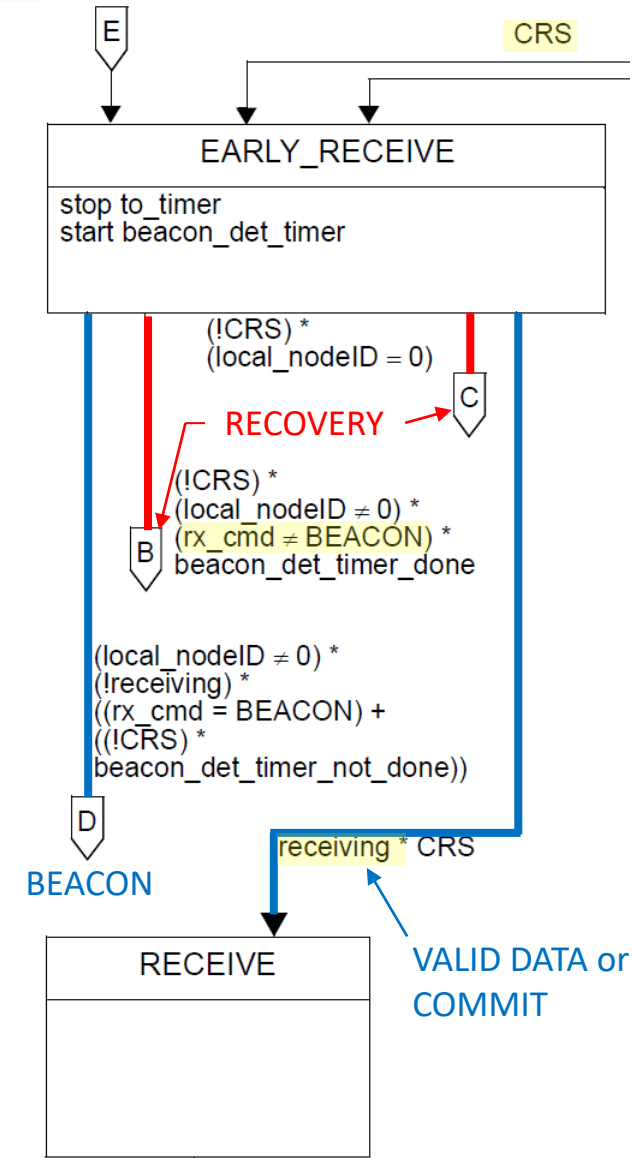 E
CRS
EARLY_RECEIVE
stop to_timer
start beacon_det_timer
(!CRS) *
(local_nodeID = 0)
C
RECOVERY
(!CRS) *
(local_nodeID ≠ 0) *
(rx_cmd ≠ BEACON) *
beacon_det_timer_done
B
(local_nodeID ≠ 0) *
(!receiving) *
((rx_cmd = BEACON) +
((!CRS) *
beacon_det_timer_not_done))
D
BEACON
receiving * CRS
RECEIVE
VALID DATA or
COMMIT